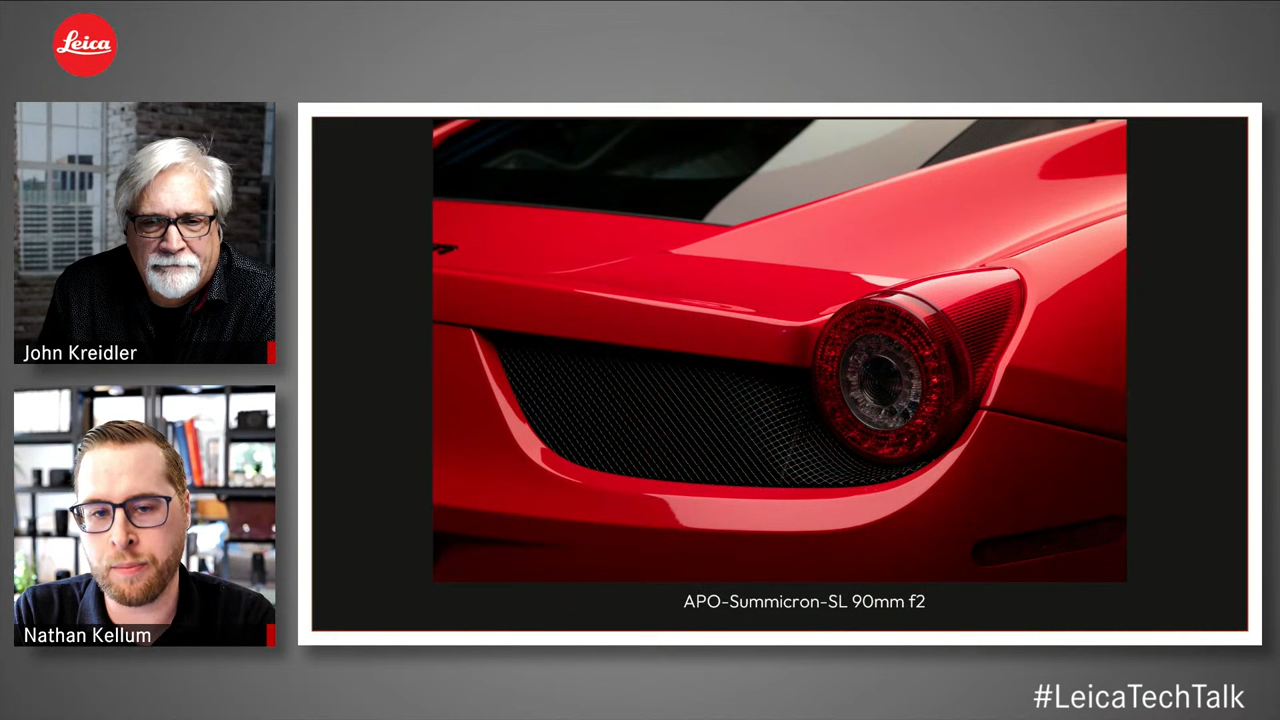 Leica
John Kreidler
Nathan Kellum
APO-Summicron-SL 90mm f2
#LeicaTechTalk